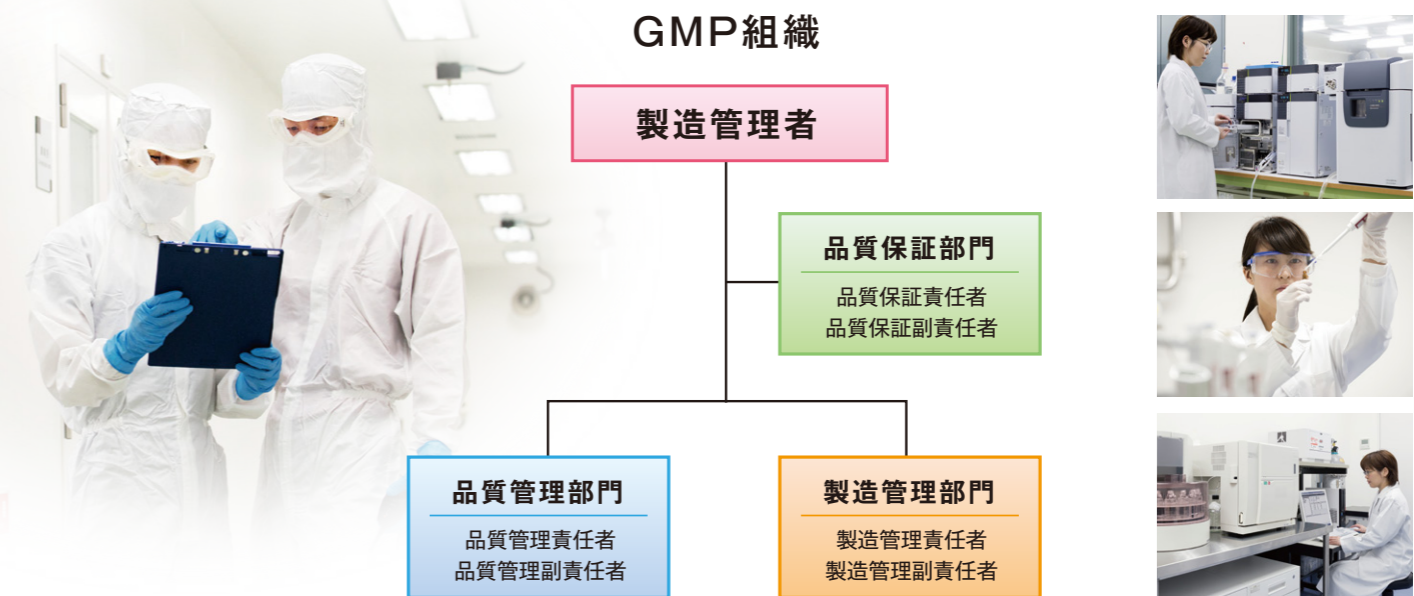 GMP組織
製造管理者
品質保証部門
品質保証責任者
品質保証副責任者
品質管理部門
品質管理責任者
品質管理副責任者
製造管理部門
製造管理責任者
製造管理副責任者